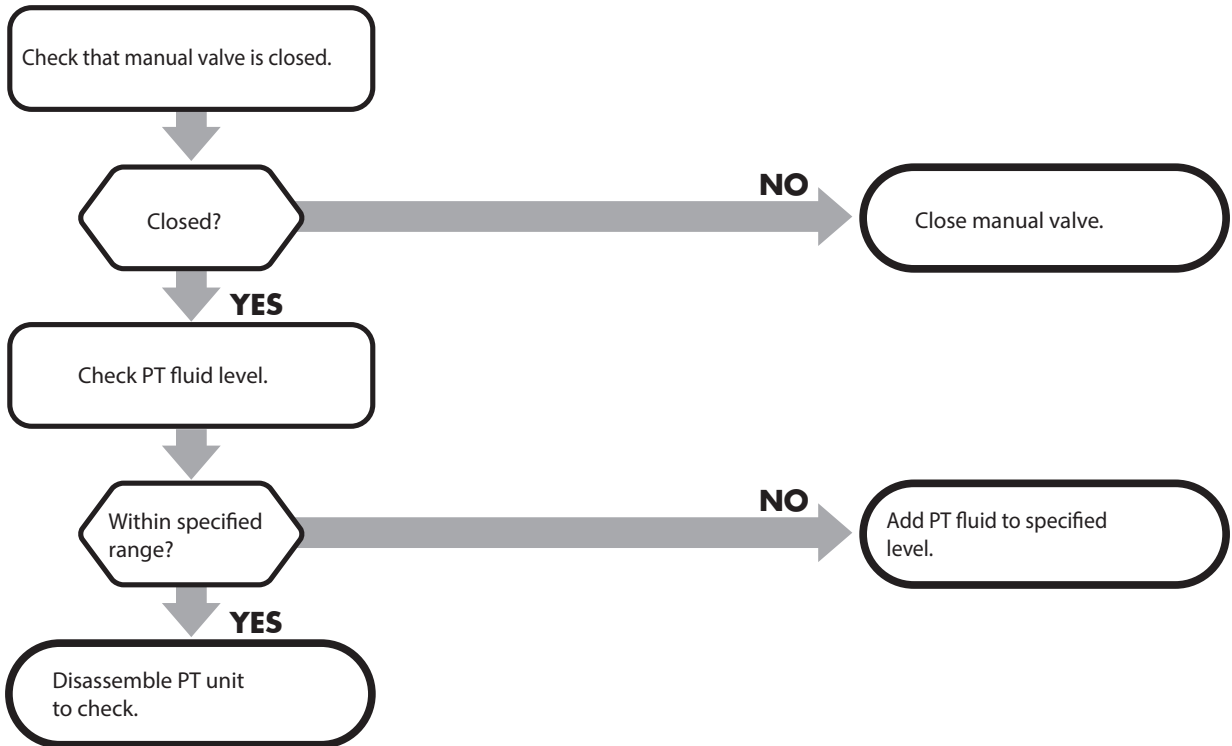 Check that manual valve is closed.
NO
Closed?
Close manual valve.
YES
Check PT fluid level.
NO
Within specified
range?
Add PT fluid to specified
level.
YES
Disassemble PT unit
to check.